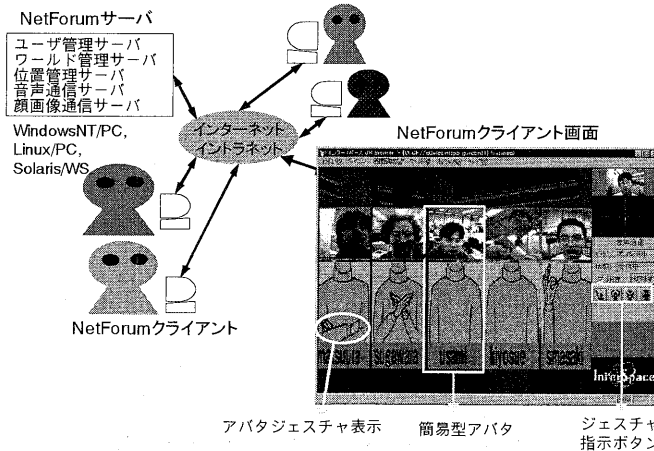 NetForumサーバ
ユーザ管理サーバ
ワールド管理サーバ
位置管理サーバ
音声通信サーバ
顔画像通信サーバ
WindowsNT/PC,
Linux/PC,
Solaris/WS
インターネット
イントラネット
NetForumクライアント画面
NetForumクライアント
usami
kiyosue
InterSpace
アバタジェスチャ表示
簡易型アバタ
ジェスチャ
指示ボタン